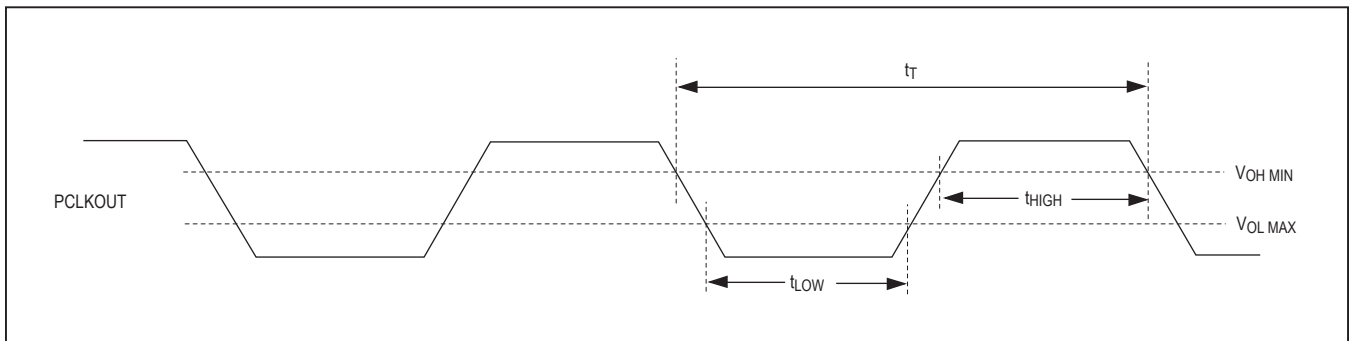 tT
VOH MIN
PCLKOUT
tHIGH
VOL MAX
tLOW